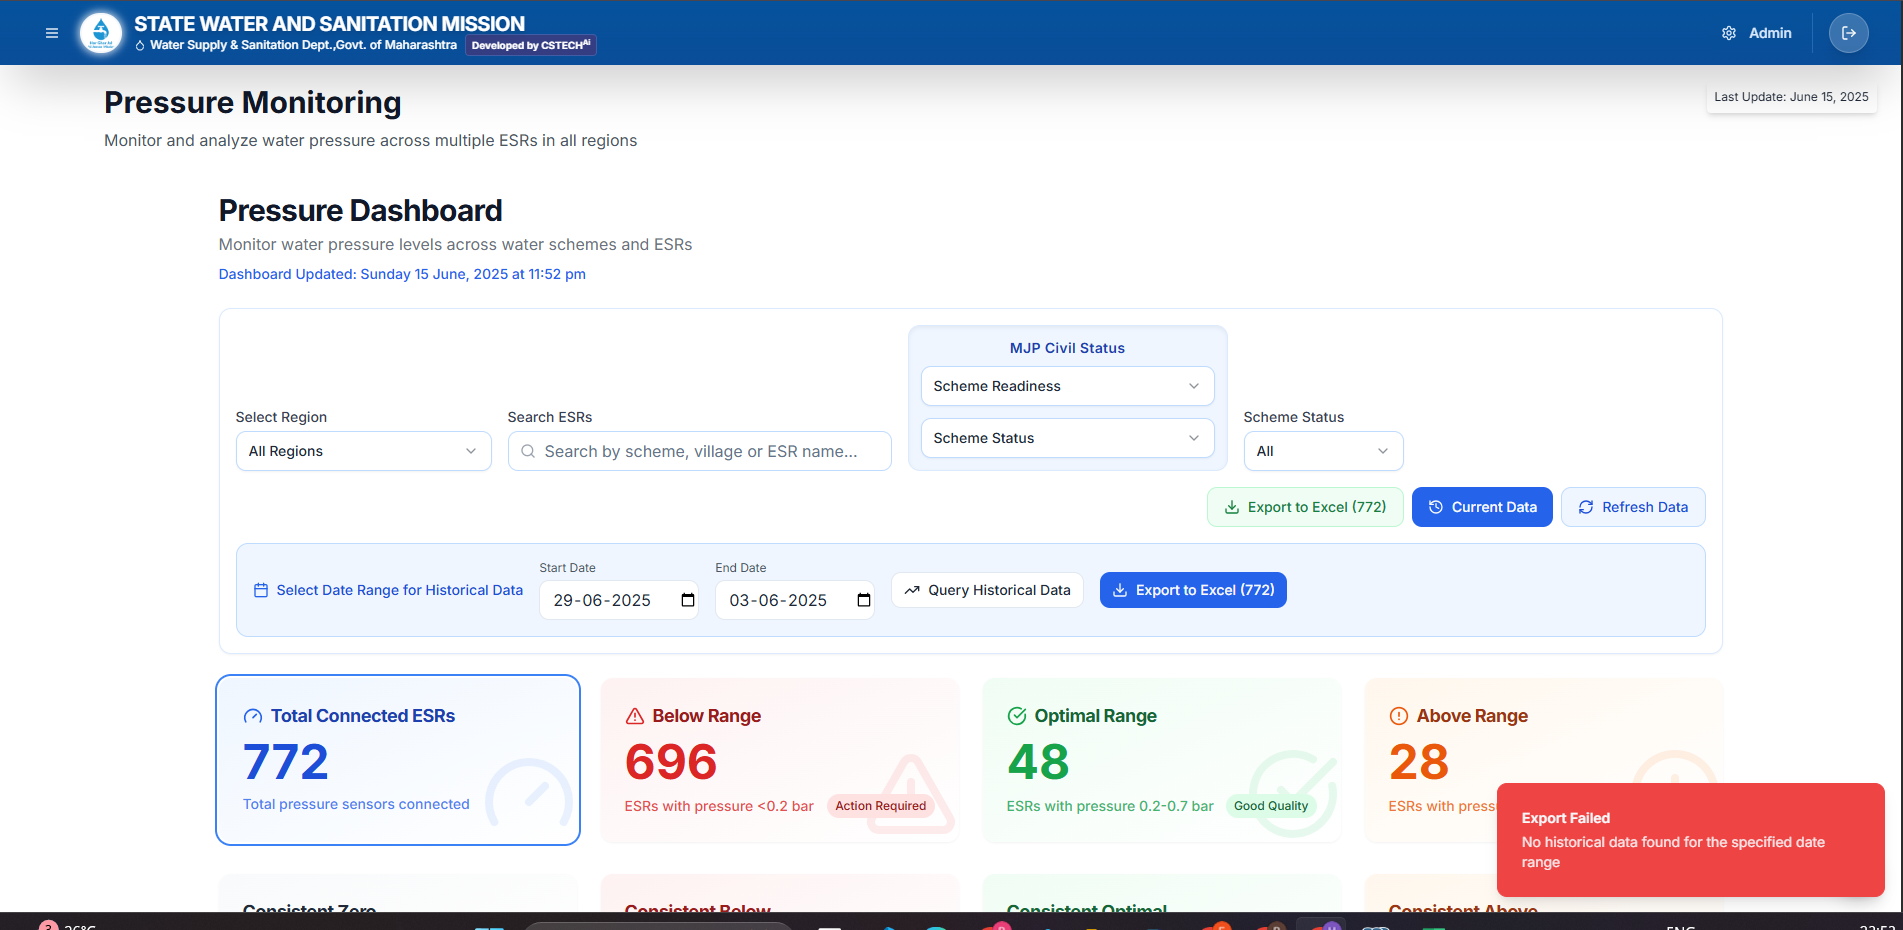 STATE WATER AND SANITATION MISSION
Water Supply & Sanitation Dept.,Govt. of Maharashtra
Developed by CSTECHAI
Admin
Pressure Monitoring
Last Update: June 15, 2025
Monitor and analyze water pressure across multiple ESRs in all regions
Pressure Dashboard
Monitor water pressure levels across water schemes and ESRs
Dashboard Updated: Sunday 15 June, 2025 at 11:52 pm
MJP Civil Status
Scheme Readiness
Scheme Status
Select Region
All Regions
Search ESRs
Search by scheme, village or ESR name...
Scheme Status
All
Export to Excel (772)
Current Data
Refresh Data
Select Date Range for Historical Data
Start Date
29-06-2025
End Date
03-06-2025
Query Historical Data
Export to Excel (772)
Total Connected ESRs
772
Total pressure sensors connected
Below Range
696
ESRs with pressure <0.2 bar
Action Required
Optimal Range
48
ESRs with pressure 0.2-0.7 bar
Good Quality
Above Range
28
ESRs with
Export Failed
No historical data found for the specified date
range
Consistent Zero
Consistent Below
Consistent Optimal
Consistent Above
26°C
ENG